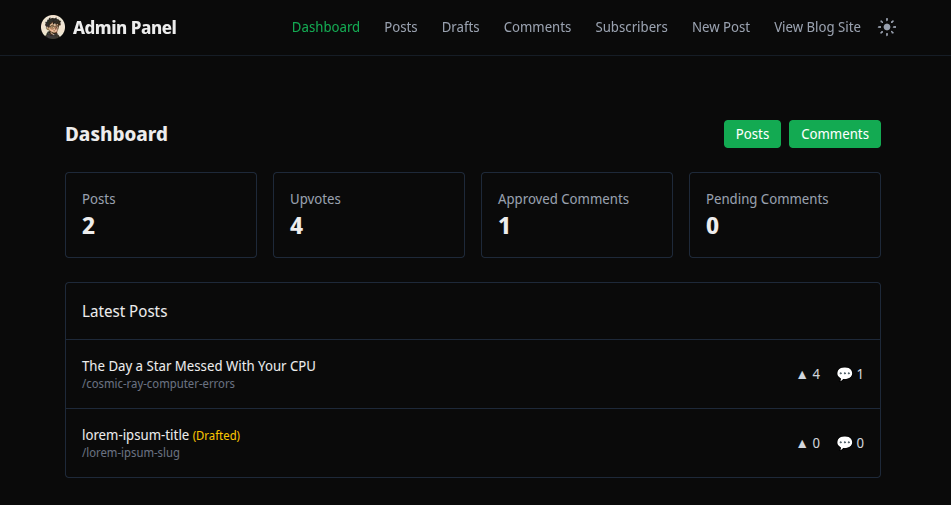 Admin Panel
Dashboard Posts Drafts Comments Subscribers New Post View Blog Site
Dashboard
Posts Comments
Posts
2
Upvotes
4
Approved Comments
1
Pending Comments
0
Latest Posts
The Day a Star Messed With Your CPU
/cosmic-ray-computer-errors
▲ 4 💬 1
lorem-ipsum-title (Drafted)
/lorem-ipsum-slug
▲ 0 💬 0